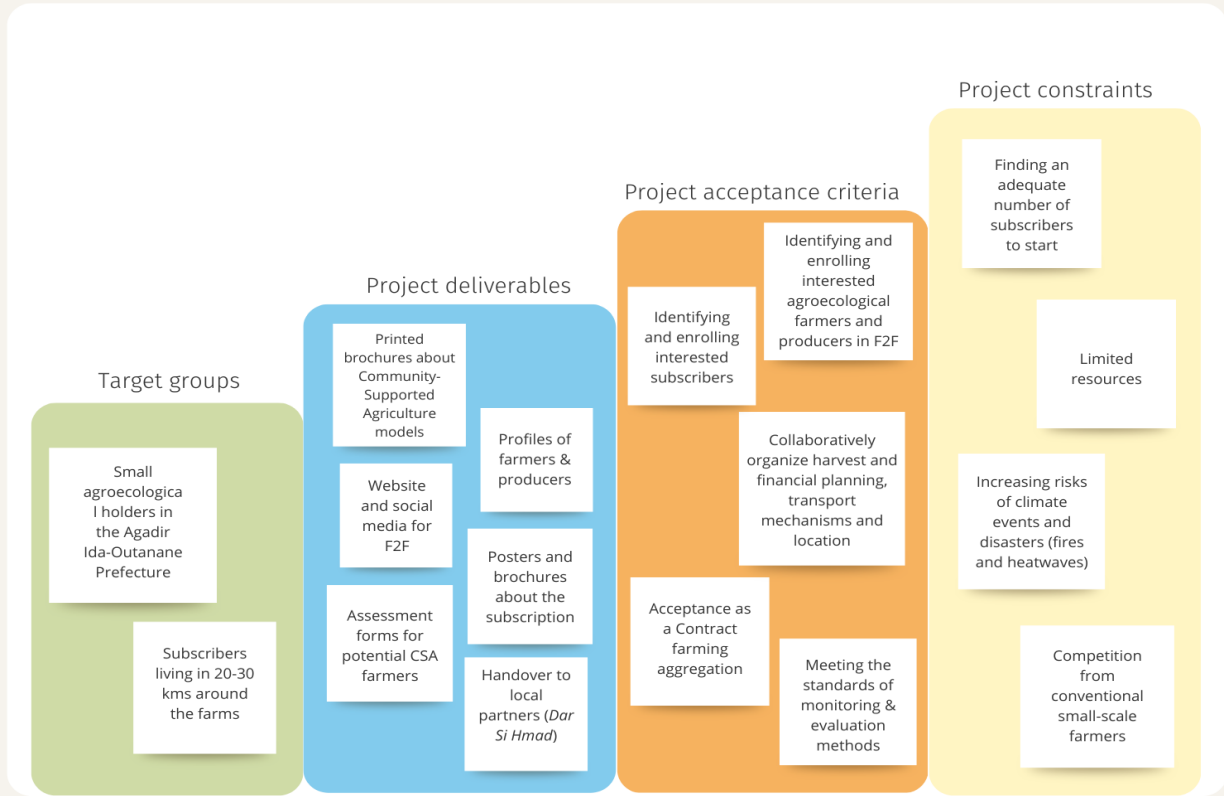 Target groups
Small
agroecologica
l holders in
the Agadir
Ida-Outanane
Prefecture
Subscribers
living in 20-30
kms around
the farms
Project deliverables
Printed
brochures about
Community-
Supported
Agriculture
models
Profiles of
farmers &
producers
Website
and social
media for
F2F
Posters and
brochures
about the
subscription
Assessment
forms for
potential CSA
farmers
Handover to
local
partners (Dar
Si Hmad)
Project acceptance criteria
Identifying and
enrolling
interested
agroecological
farmers and
producers in F2F
Identifying
and enrolling
interested
subscribers
Collaboratively
organize harvest and
financial planning,
transport
mechanisms and
location
Acceptance as
a Contract
farming
aggregation
Meeting the
standards of
monitoring &
evaluation
methods
Project constraints
Finding an
adequate
number of
subscribers
to start
Limited
resources
Increasing risks
of climate
events and
disasters (fires
and heatwaves)
Competition
from
conventional
small-scale
farmers